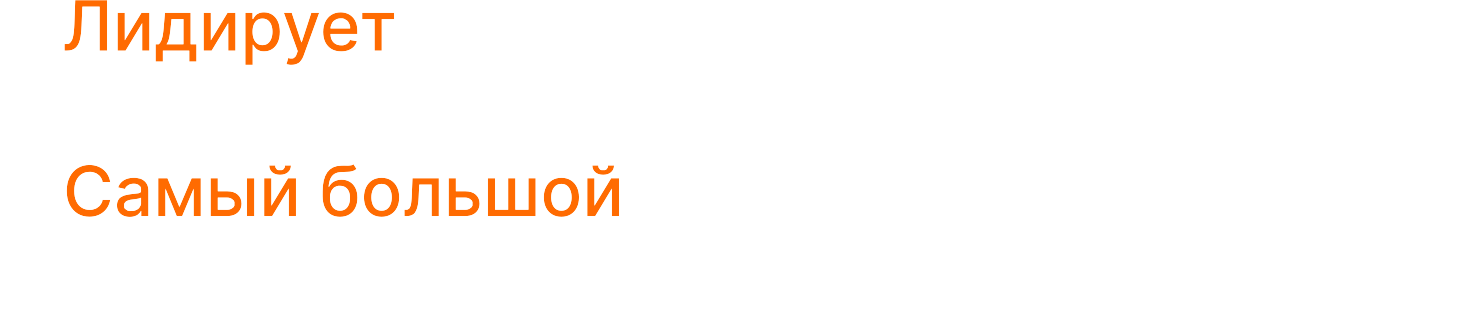 Лидирует
Самый большой